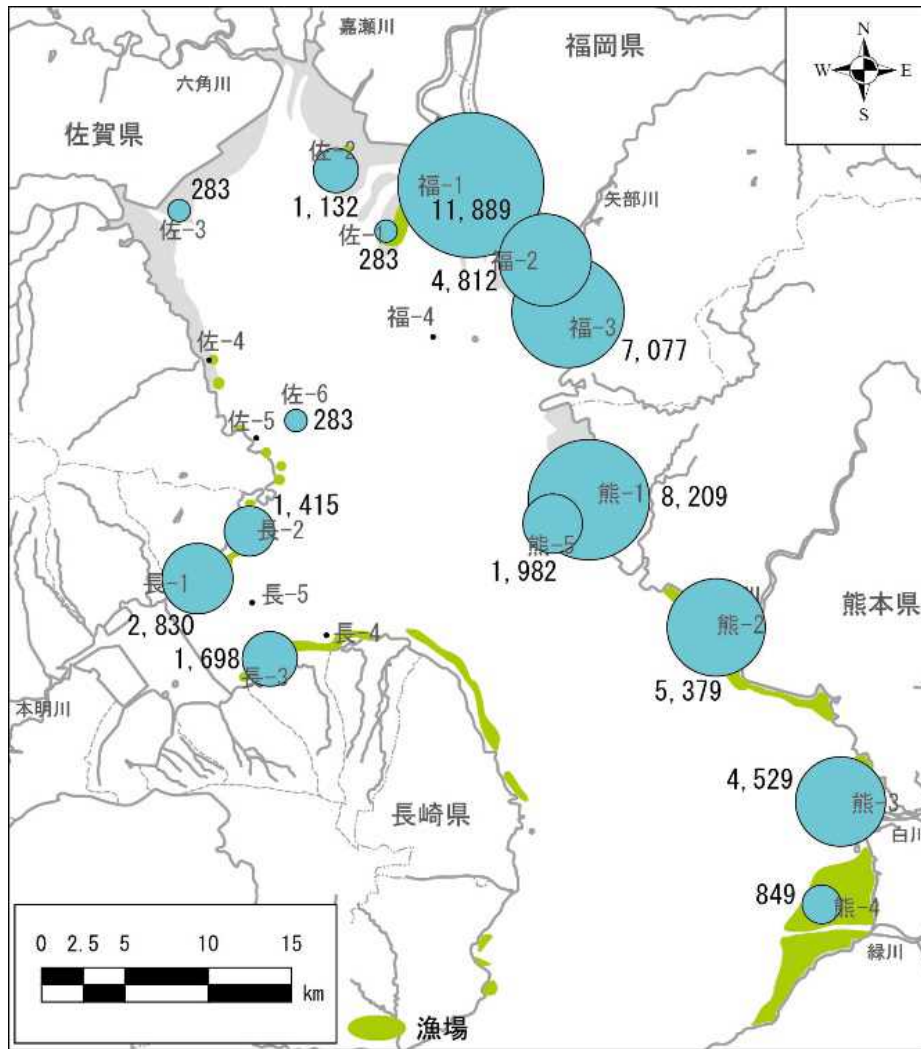 嘉瀬川
福岡県
N
W E
S
六角川
佐賀県
佐-2
1,132
福-1
11,889
矢部川
283
佐-3
佐-1
283
福-2
4,812
福-4
福-3
7,077
佐-4
佐-6
283
佐-5
1,415
長-2
熊-1
8,209
熊-5
1,982
長-1
2,830
長-5
長-4
1,698
長-3
川
熊-2
5,379
熊本県
本明川
4,529
熊-3
白川
長崎県
849
熊-4
緑川
0 2.5 5 10 15
km
漁場